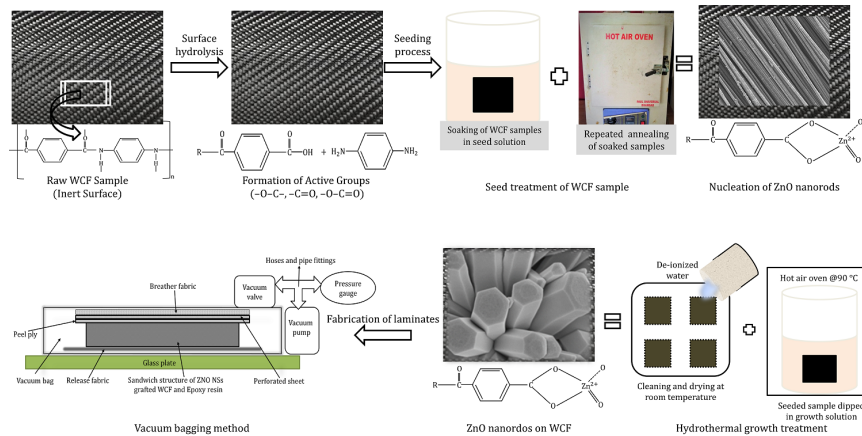 Surface
hydrolysis
Seeding
process
HOT AIR OVEN
O
O
C
C
N
H
N
H
n
Raw WCF Sample
(Inert Surface)
O
R
C
O
C
OH
+
H₂N
NH₂
Formation of Active Groups
(–O–C–, –C=O, –O–C=O)
Soaking of WCF samples
in seed solution
Repeated annealing
of soaked samples
Seed treatment of WCF sample
O
R
C
C
O
O
Zn²⁺
O
O
Nucleation of ZnO nanorods
Hoses and pipe fittings
Breather fabric
Vacuum
valve
Pressure
gauge
Vacuum
pump
Peel ply
Glass plate
Vacuum bag
Release fabric
Sandwich structure of ZNO NSs
grafted WCF and Epoxy resin
Perforated sheet
Vacuum bagging method
Fabrication of laminates
O
R
C
C
O
O
Zn²⁺
O
O
ZnO nanordos on WCF
De-ionized
water
Cleaning and drying at
room temperature
Hot air oven @90 °C
Seeded sample dipped
in growth solution
Hydrothermal growth treatment